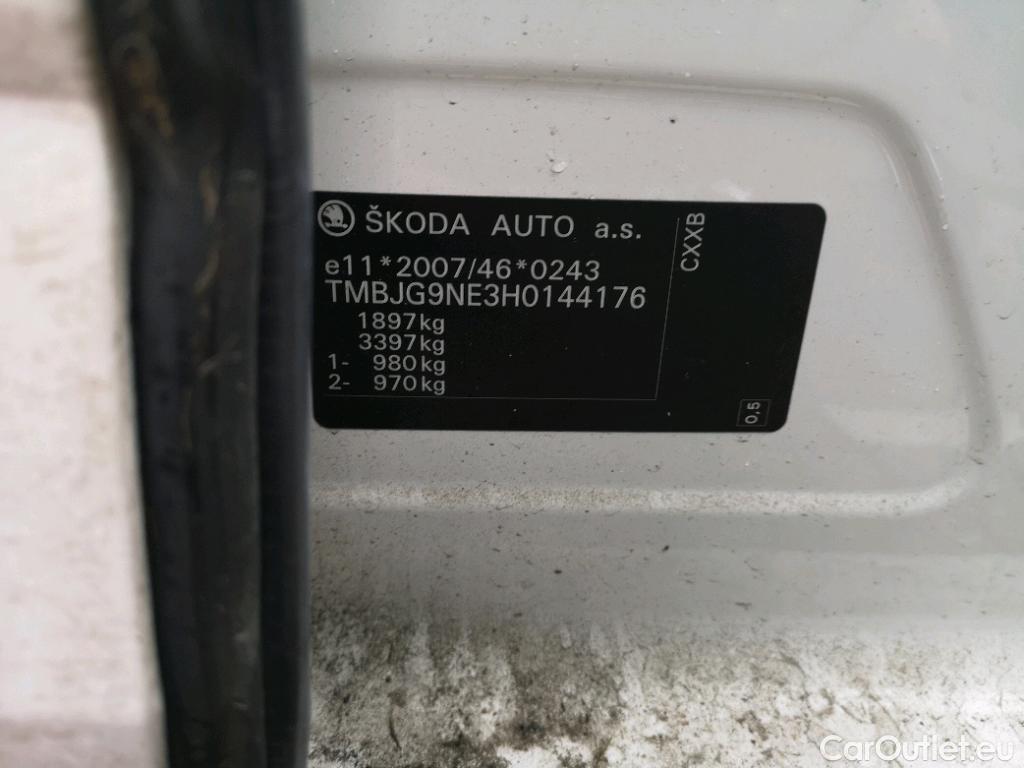 ŠKODA AUTO a.s.
e11*2007/46*0243
TMBJG9NE3H0144176
1897kg
3397kg
1- 980kg
2- 970kg
CXXB
0,5
CarOutlet.eu